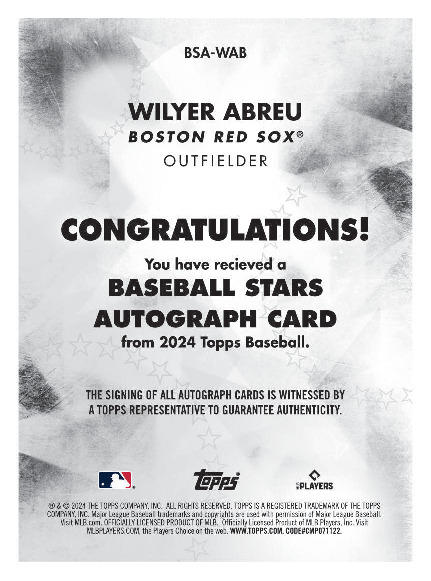 BSA-WAB
WILYER ABREU
BOSTON RED SOX®
OUTFIELDER
CONGRATULATIONS!
You have recieved a
BASEBALL STARS
AUTOGRAPH CARD
from 2024 Topps Baseball.
THE SIGNING OF ALL AUTOGRAPH CARDS IS WITNESSED BY
A TOPPS REPRESENTATIVE TO GUARANTEE AUTHENTICITY.
topps
MLBPLAYERS
® & © 2024 THE TOPPS COMPANY, INC. ALL RIGHTS RESERVED. TOPPS IS A REGISTERED TRADEMARK OF THE TOPPS
COMPANY, INC. Major League Baseball trademarks and copyrights are used with permission of Major League Baseball.
Visit MLB.com. OFFICIALLY LICENSED PRODUCT OF MLB. Officially Licensed Product of MLB Players, Inc. Visit
MLBPLAYERS.COM, the Players Choice on the web. WWW.TOPPS.COM. CODE#CMP071122.